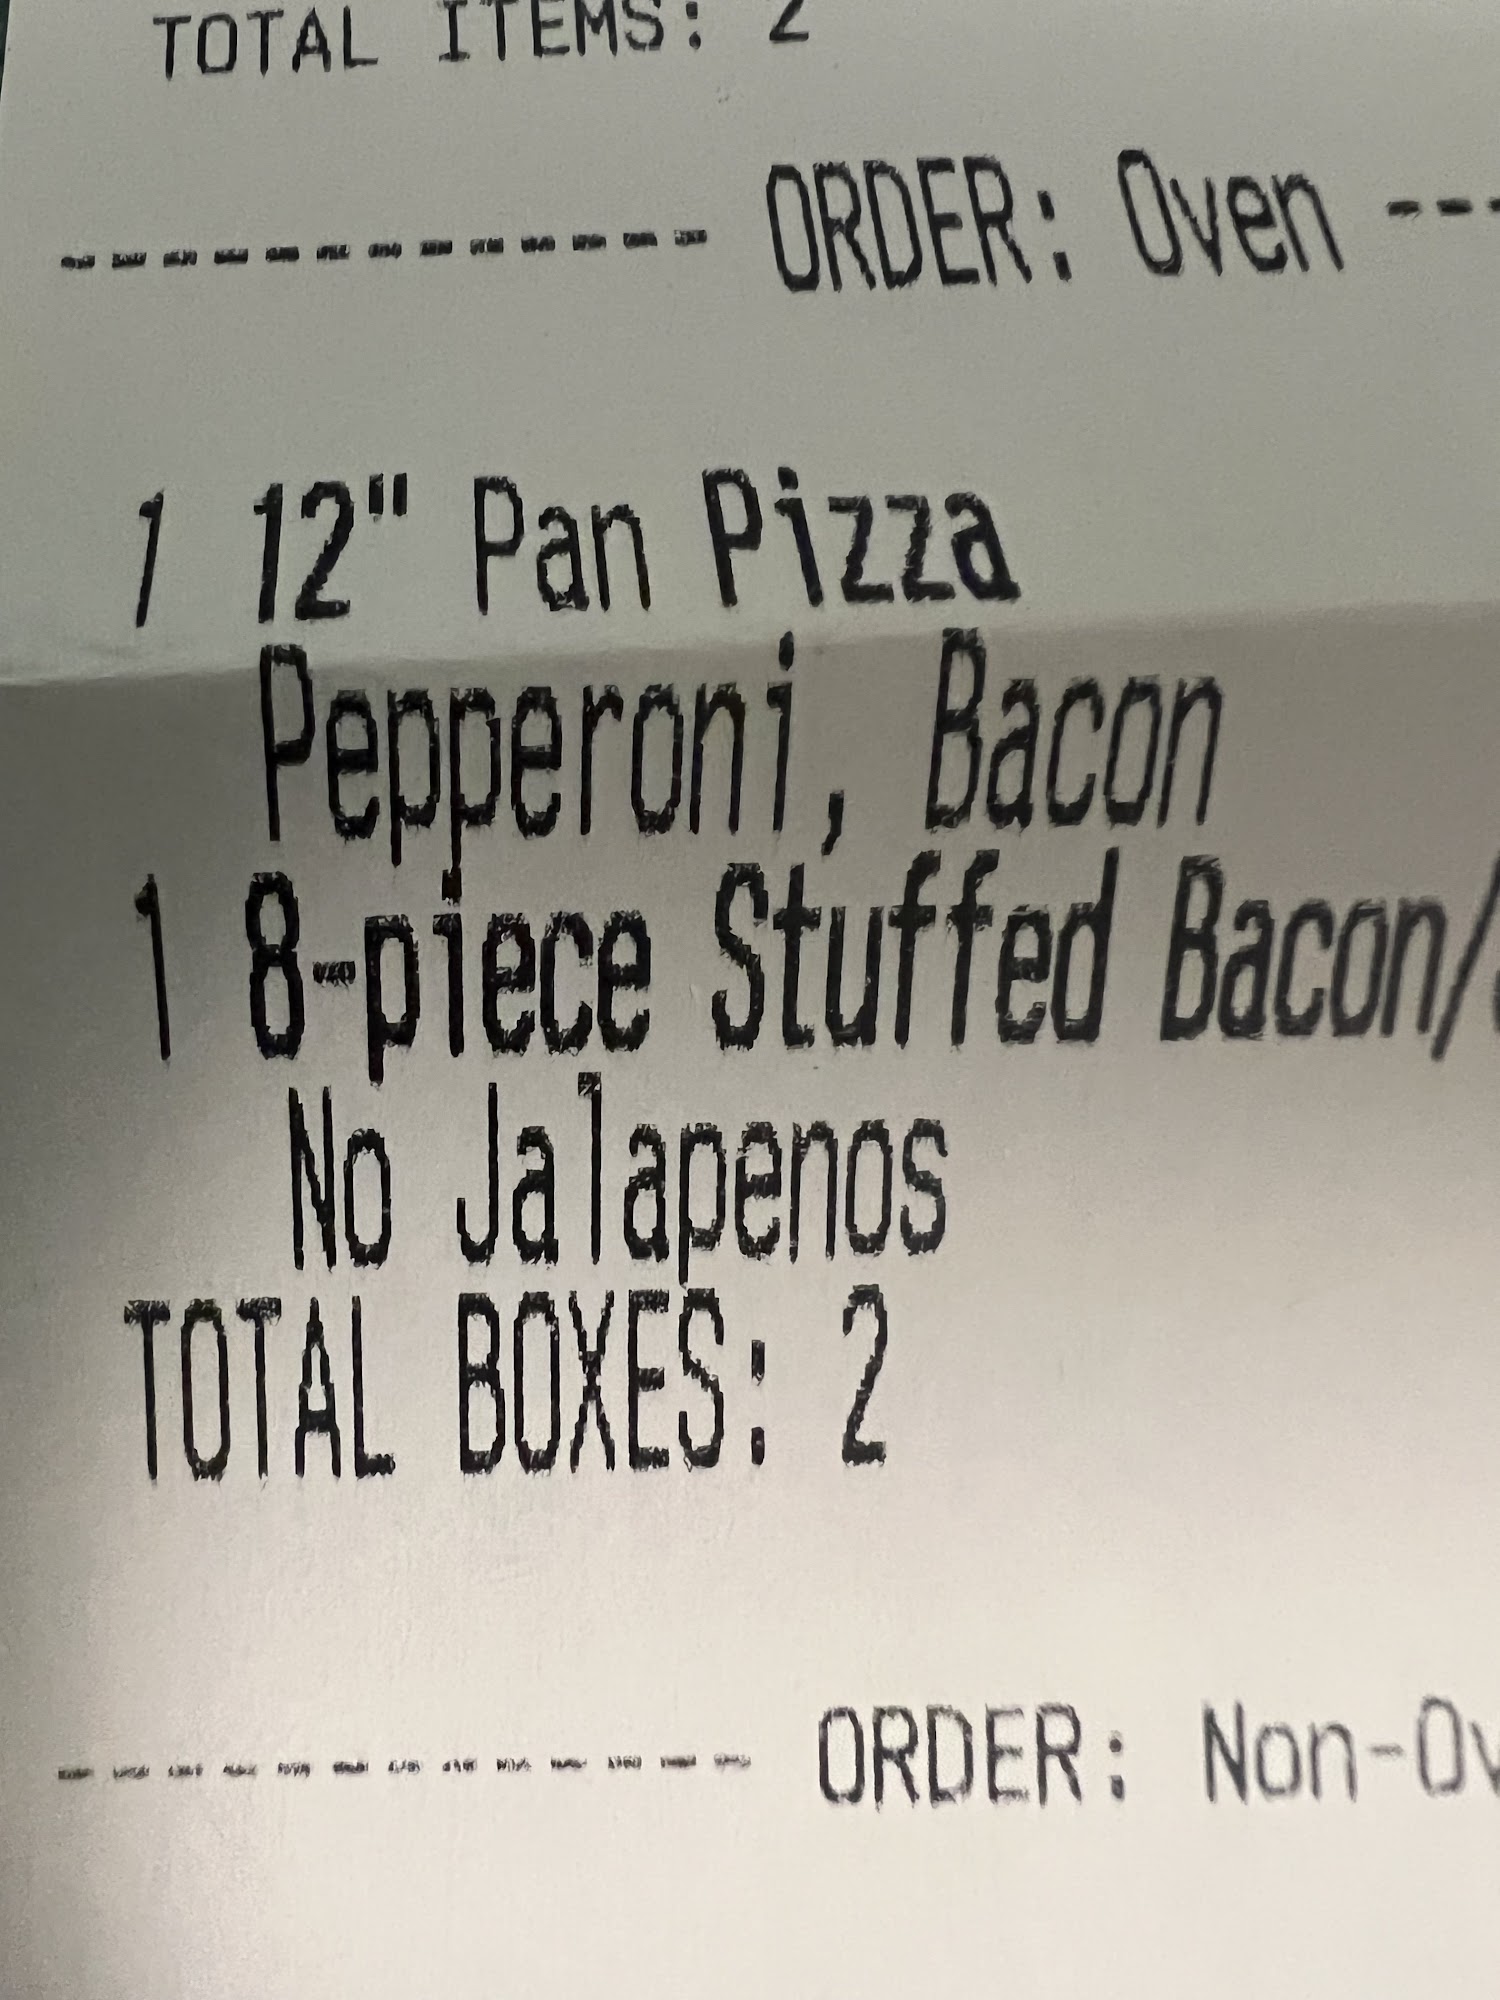 TOTAL ITEMS: 2
------------- ORDER: Oven ---
1 12" Pan Pizza
Pepperoni, Bacon
1 8-piece Stuffed Bacon/
No Jalapenos
TOTAL BOXES: 2
------------- ORDER: Non-Ov